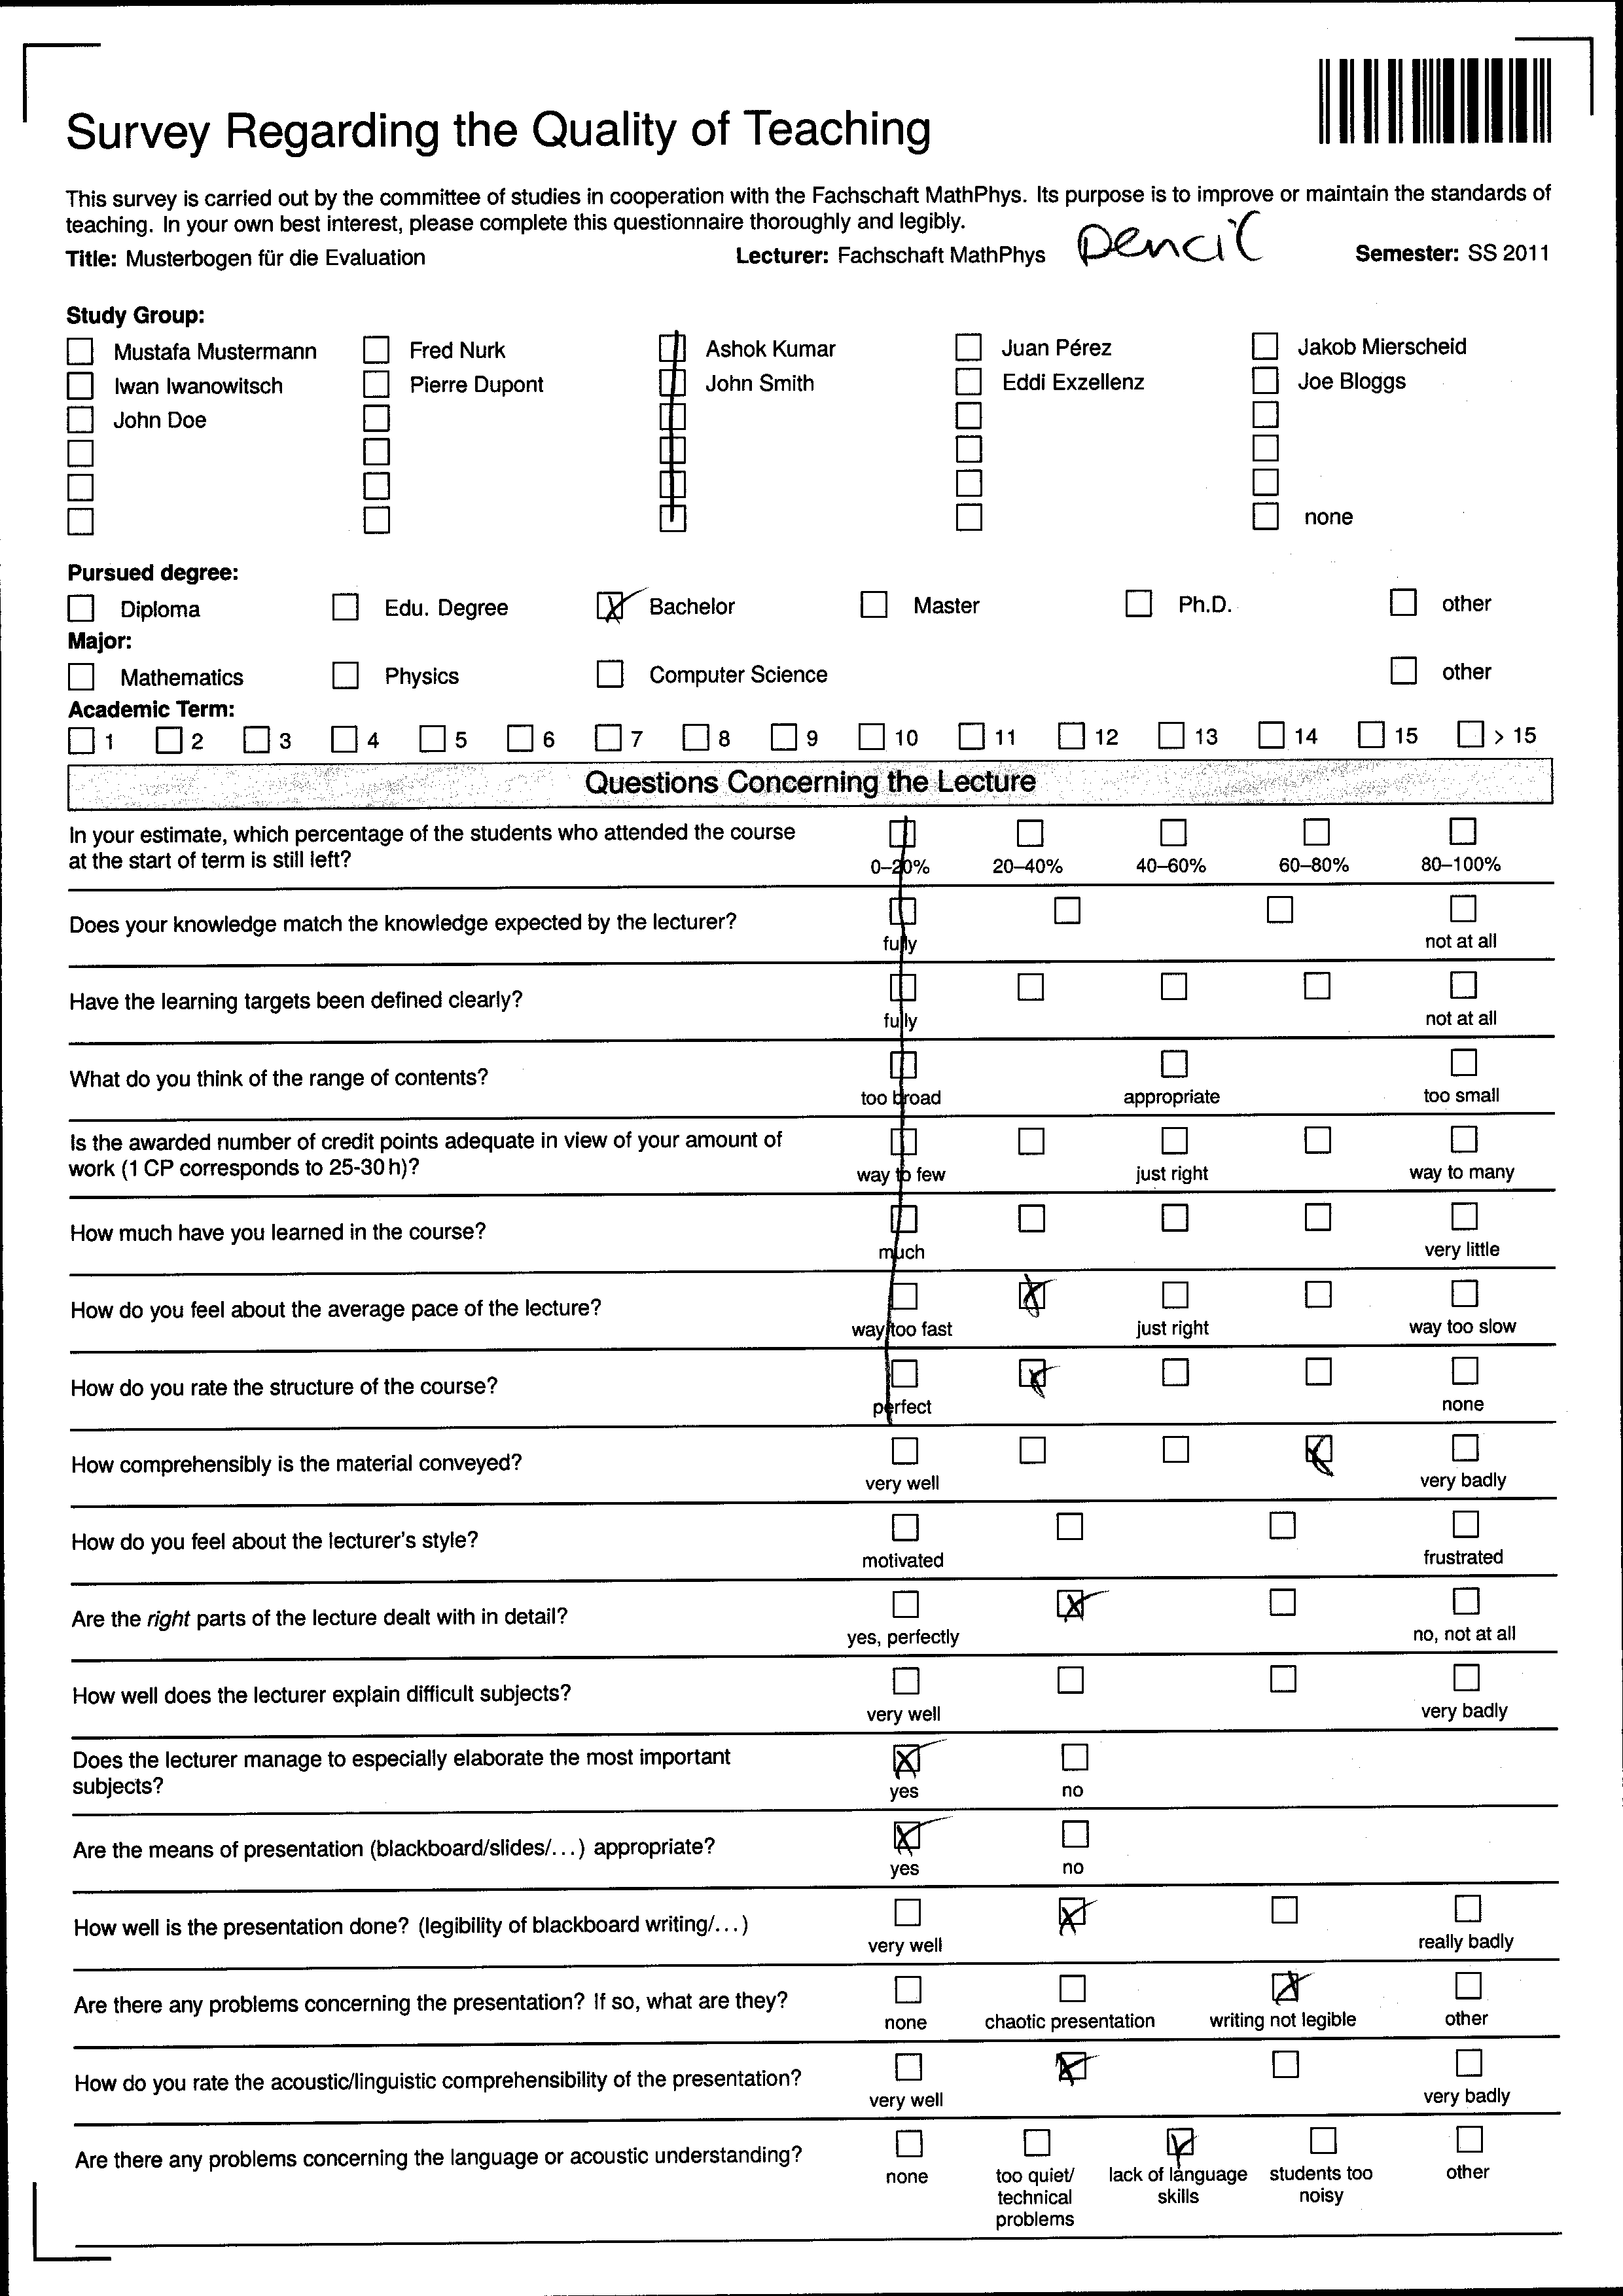 Survey Regarding the Quality of Teaching
This survey is carried out by the committee of studies in cooperation with the Fachschaft MathPhys. Its purpose is to improve or maintain the standards of
teaching. In your own best interest, please complete this questionnaire thoroughly and legibly.
Title: Musterbogen für die Evaluation Lecturer: Fachschaft MathPhys pencil Semester: SS 2011
Study Group:
Mustafa Mustermann Fred Nurk Ashok Kumar Juan Pérez Jakob Mierscheid
Iwan Iwanowitsch Pierre Dupont John Smith Eddi Exzellenz Joe Bloggs
John Doe
none
Pursued degree:
Diploma Edu. Degree Bachelor Master Ph.D. other
Major:
Mathematics Physics Computer Science other
Academic Term:
1 2 3 4 5 6 7 8 9 10 11 12 13 14 15 > 15
Questions Concerning the Lecture
In your estimate, which percentage of the students who attended the course
at the start of term is still left?
0–20% 20–40% 40–60% 60–80% 80–100%
Does your knowledge match the knowledge expected by the lecturer?
fully not at all
Have the learning targets been defined clearly?
fully not at all
What do you think of the range of contents?
too broad appropriate too small
Is the awarded number of credit points adequate in view of your amount of
work (1 CP corresponds to 25-30 h)?
way to few just right way to many
How much have you learned in the course?
much very little
How do you feel about the average pace of the lecture?
way too fast just right way too slow
How do you rate the structure of the course?
perfect none
How comprehensibly is the material conveyed?
very well very badly
How do you feel about the lecturer's style?
motivated frustrated
Are the right parts of the lecture dealt with in detail?
yes, perfectly no, not at all
How well does the lecturer explain difficult subjects?
very well very badly
Does the lecturer manage to especially elaborate the most important
subjects?
yes no
Are the means of presentation (blackboard/slides/...) appropriate?
yes no
How well is the presentation done? (legibility of blackboard writing/...)
very well really badly
Are there any problems concerning the presentation? If so, what are they?
none chaotic presentation writing not legible other
How do you rate the acoustic/linguistic comprehensibility of the presentation?
very well very badly
Are there any problems concerning the language or acoustic understanding?
none too quiet/ lack of language students too other
technical skills noisy
problems